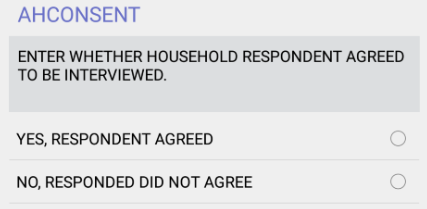 AHCONSENT
ENTER WHETHER HOUSEHOLD RESPONDENT AGREED
TO BE INTERVIEWED.
YES, RESPONDENT AGREED
NO, RESPONDED DID NOT AGREE